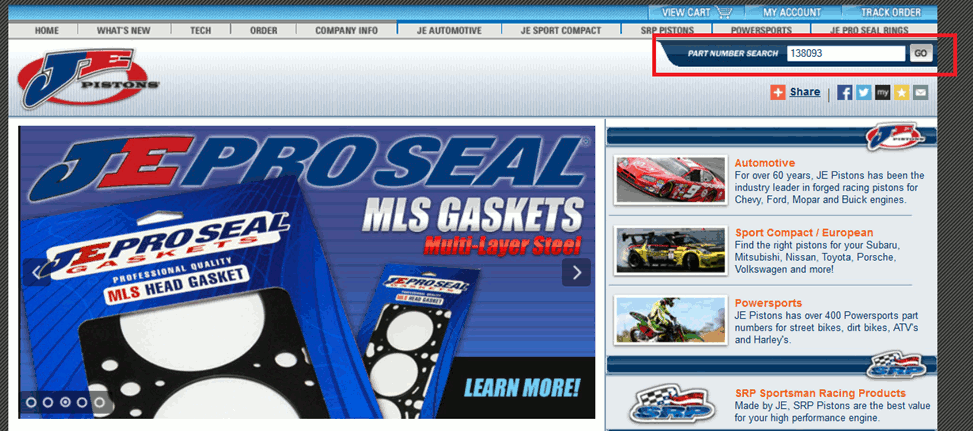 VIEW CART
MY ACCOUNT
TRACK ORDER
HOME
WHAT'S NEW
TECH
ORDER
COMPANY INFO
JE AUTOMOTIVE
JE SPORT COMPACT
SRP PISTONS
POWERSPORTS
JE PRO SEAL RINGS
PART NUMBER SEARCH
138093
GO
JE
PISTONS
Share
my
JE PRO SEAL®
MLS GASKETS
Multi-Layer Steel
JE PRO SEAL
GASKETS
PROFESSIONAL QUALITY
MLS HEAD GASKET
JE PRO SEAL
GASKETS
MLS HEAD GASKET
LEARN MORE!
JE
PISTONS
Automotive
For over 60 years, JE Pistons has been the
industry leader in forged racing pistons for
Chevy, Ford, Mopar and Buick engines.
Sport Compact / European
Find the right pistons for your Subaru,
Mitsubishi, Nissan, Toyota, Porsche,
Volkswagen and more!
Powersports
JE Pistons has over 400 Powersports part
numbers for street bikes, dirt bikes, ATV's
and Harley's.
SRP
SRP
SRP Sportsman Racing Products
Made by JE, SRP Pistons are the best value
for your high performance engine.